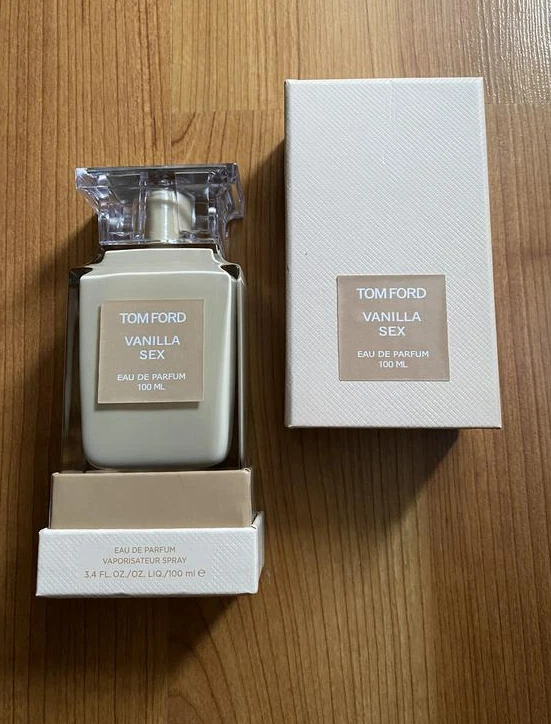 TOM FORD
VANILLA
SEX
EAU DE PARFUM
100 ML
EAU DE PARFUM
VAPORISATEUR SPRAY
3.4 FL. OZ./OZ. LIQ./100 ml ℮
TOM FORD
VANILLA
SEX
EAU DE PARFUM
100 ML